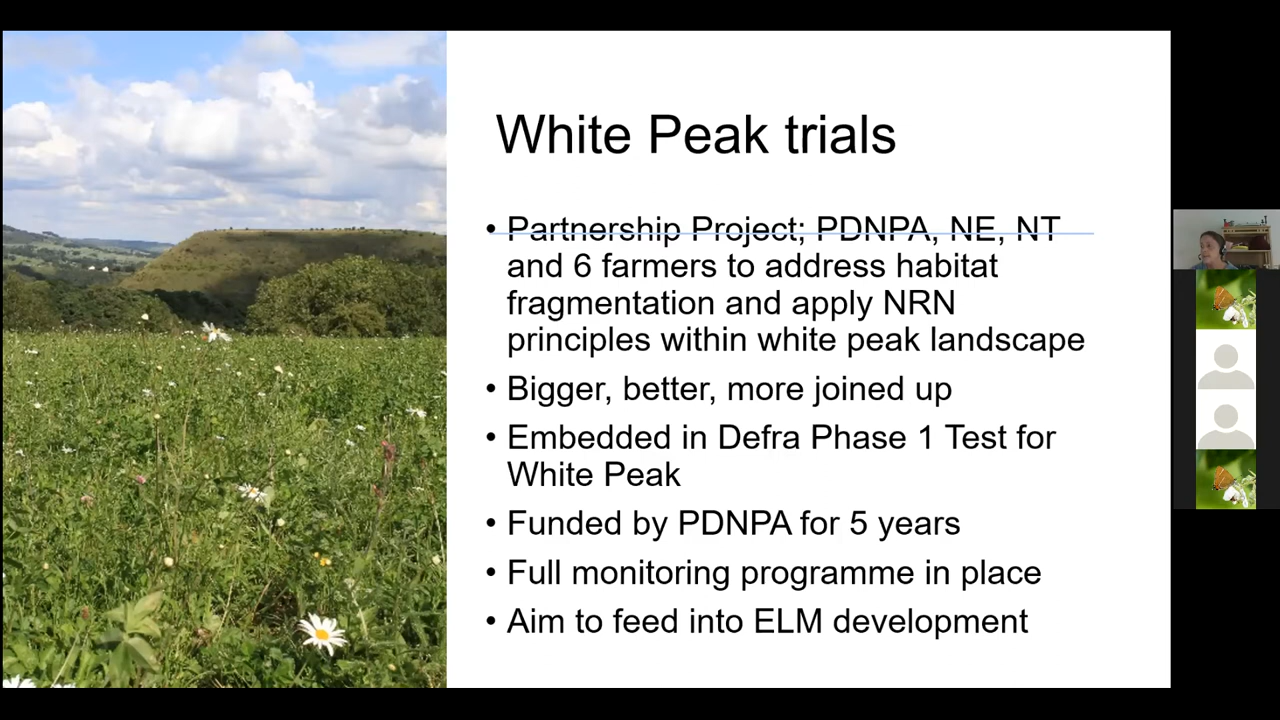 White Peak trials
• Partnership Project; PDNPA, NE, NT
and 6 farmers to address habitat
fragmentation and apply NRN
principles within white peak landscape
• Bigger, better, more joined up
• Embedded in Defra Phase 1 Test for
White Peak
• Funded by PDNPA for 5 years
• Full monitoring programme in place
• Aim to feed into ELM development